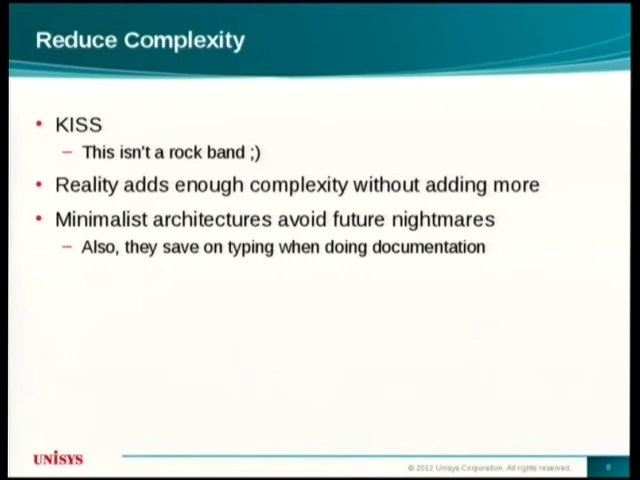 Reduce Complexity
• KISS
– This isn't a rock band ;)
• Reality adds enough complexity without adding more
• Minimalist architectures avoid future nightmares
– Also, they save on typing when doing documentation
UNISYS
© 2012 Unisys Corporation. All rights reserved.
8